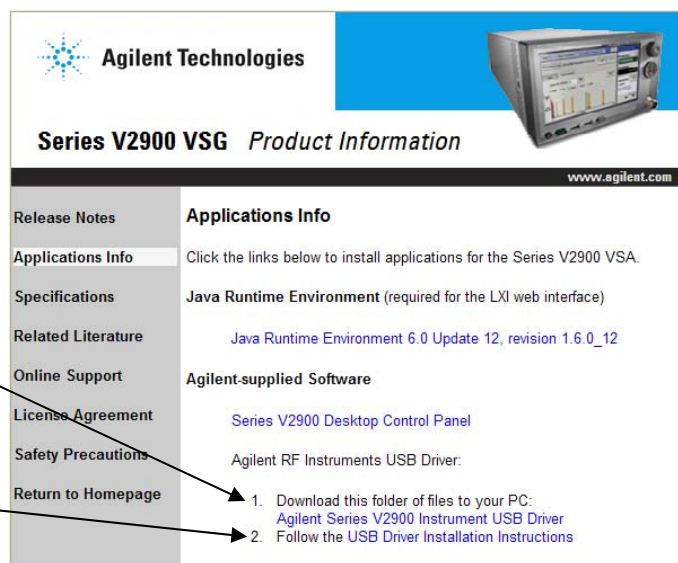 Agilent Technologies
Series V2900 VSG Product Information
www.agilent.com
Release Notes
Applications Info
Specifications
Related Literature
Online Support
License Agreement
Safety Precautions
Return to Homepage
Applications Info
Click the links below to install applications for the Series V2900 VSA.
Java Runtime Environment (required for the LXI web interface)
Java Runtime Environment 6.0 Update 12, revision 1.6.0_12
Agilent-supplied Software
Series V2900 Desktop Control Panel
Agilent RF Instruments USB Driver:
1. Download this folder of files to your PC:
Agilent Series V2900 Instrument USB Driver
2. Follow the USB Driver Installation Instructions